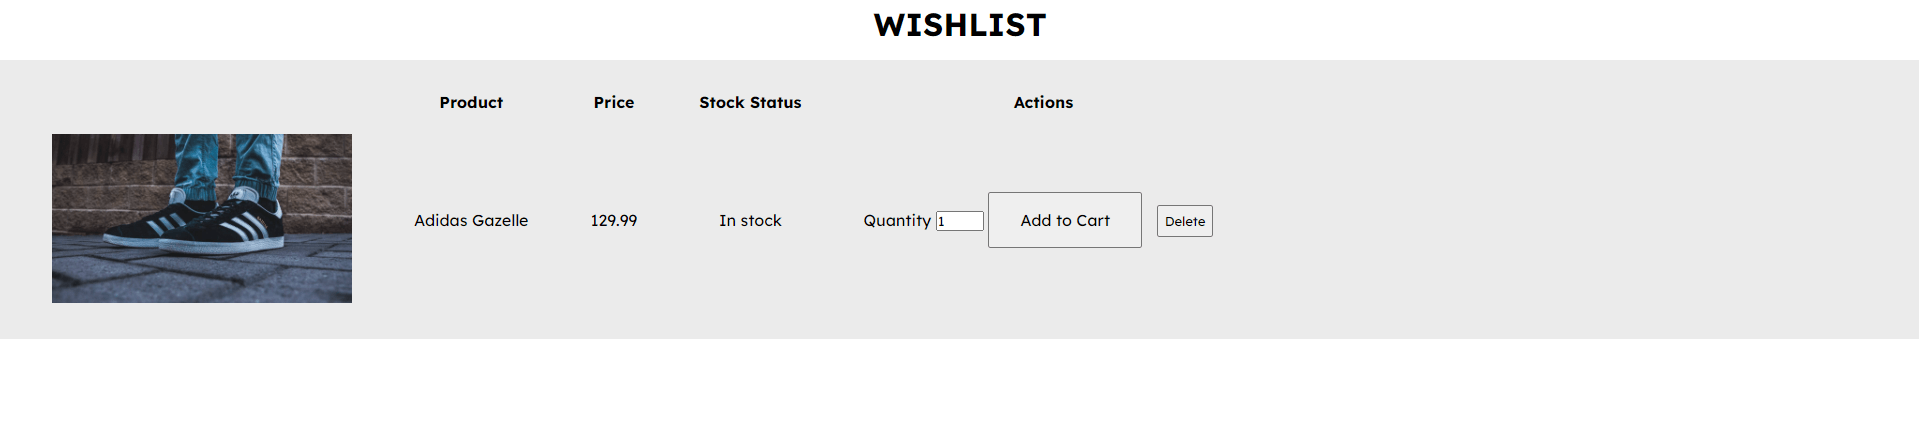 WISHLIST
Product Price Stock Status Actions
Adidas Gazelle 129.99 In stock Quantity 1 Add to Cart Delete